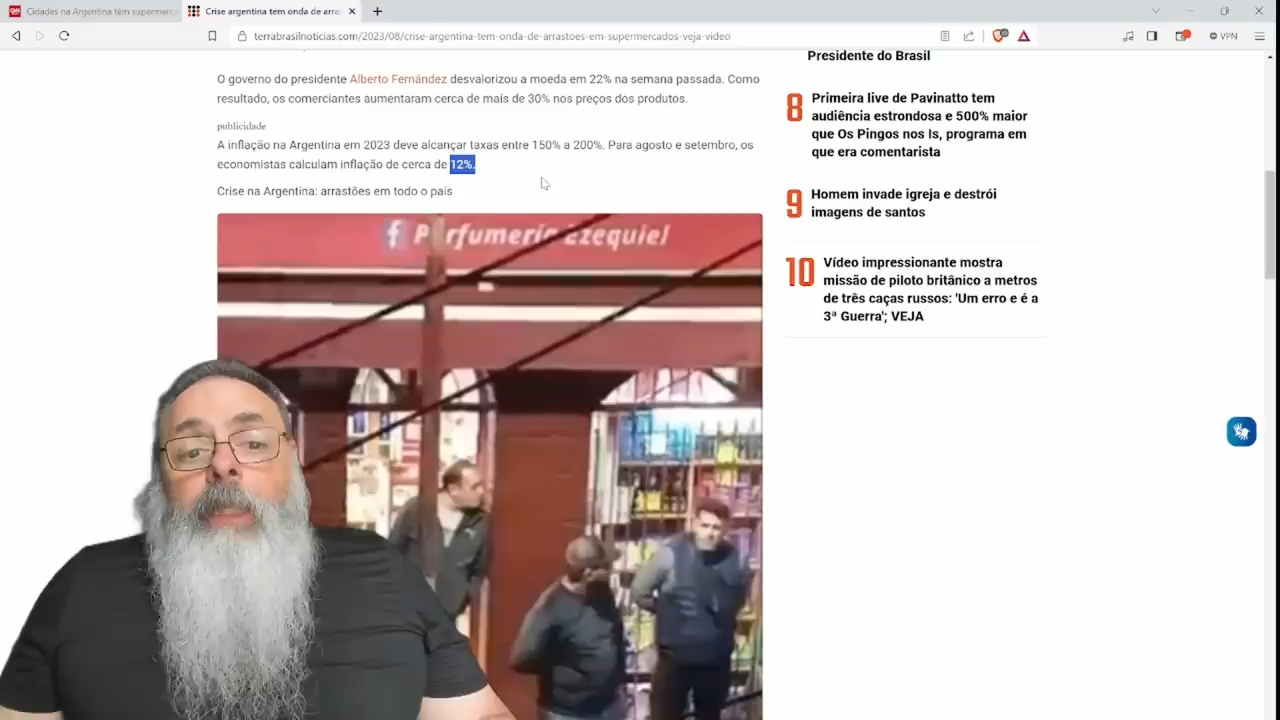 Cidades na Argentina têm supermerca
Crise argentina tem onda de arra
terrabrasilnoticias.com/2023/08/crise-argentina-tem-onda-de-arrastoes-em-supermercados-veja-video
VPN
O governo do presidente Alberto Fernández desvalorizou a moeda em 22% na semana passada. Como
resultado, os comerciantes aumentaram cerca de mais de 30% nos preços dos produtos.
publicidade
A inflação na Argentina em 2023 deve alcançar taxas entre 150% a 200%. Para agosto e setembro, os
economistas calculam inflação de cerca de 12%.
Crise na Argentina: arrastões em todo o país
f Perfumeria Ezequiel
Presidente do Brasil
8 Primeira live de Pavinatto tem
audiência estrondosa e 500% maior
que Os Pingos nos Is, programa em
que era comentarista
9 Homem invade igreja e destrói
imagens de santos
10 Vídeo impressionante mostra
missão de piloto britânico a metros
de três caças russos: 'Um erro e é a
3ª Guerra'; VEJA